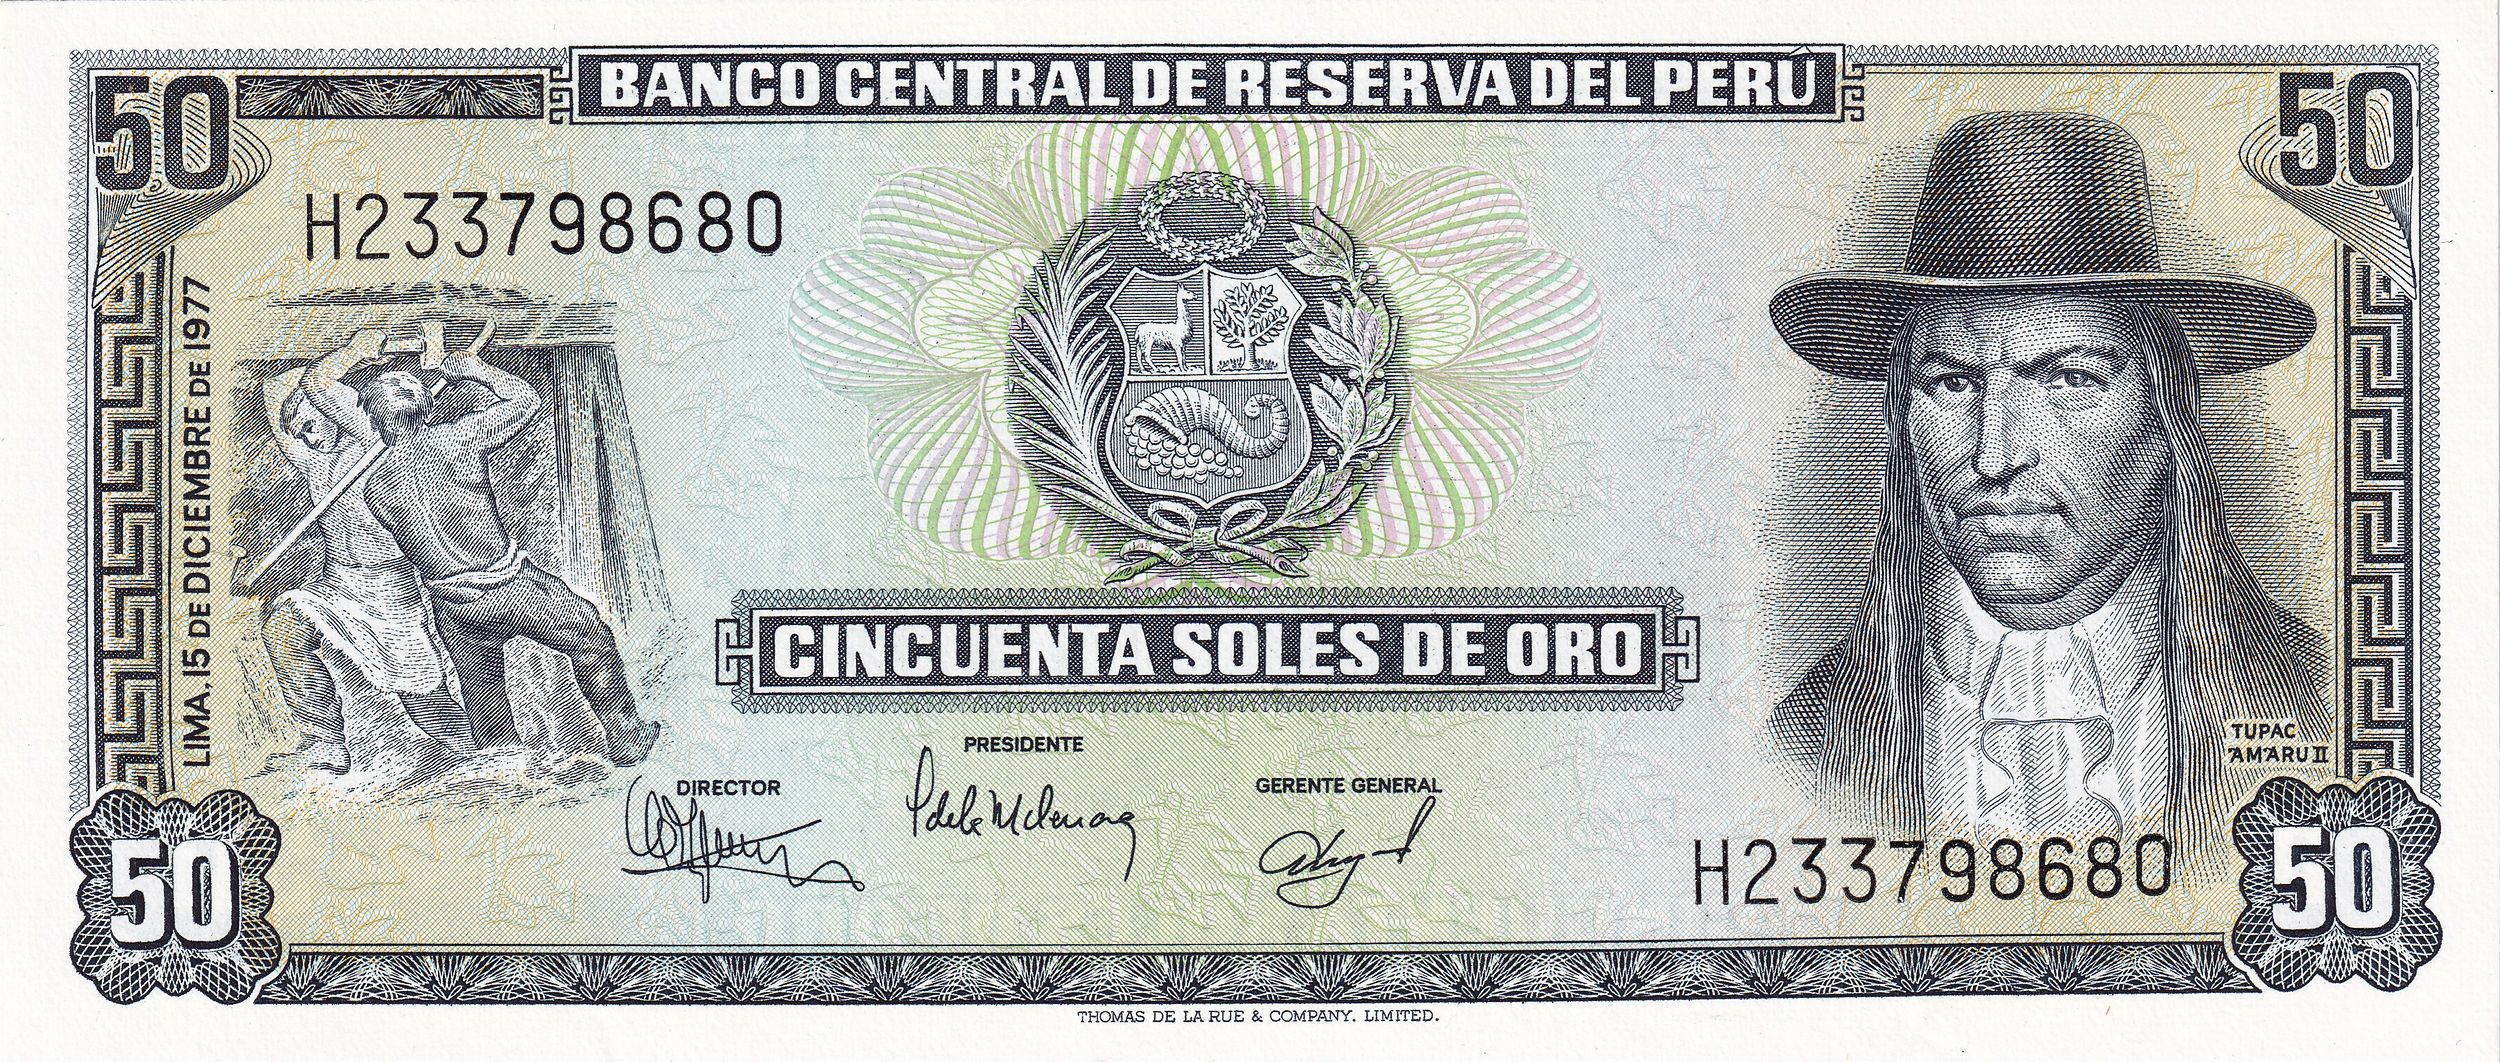 BANCO CENTRAL DE RESERVA DEL PERÚ
50
50
H233798680
LIMA, 15 DE DICIEMBRE DE 1977
CINCUENTA SOLES DE ORO
TUPAC
AMARU II
PRESIDENTE
DIRECTOR
GERENTE GENERAL
H233798680
50
50
THOMAS DE LA RUE & COMPANY, LIMITED.